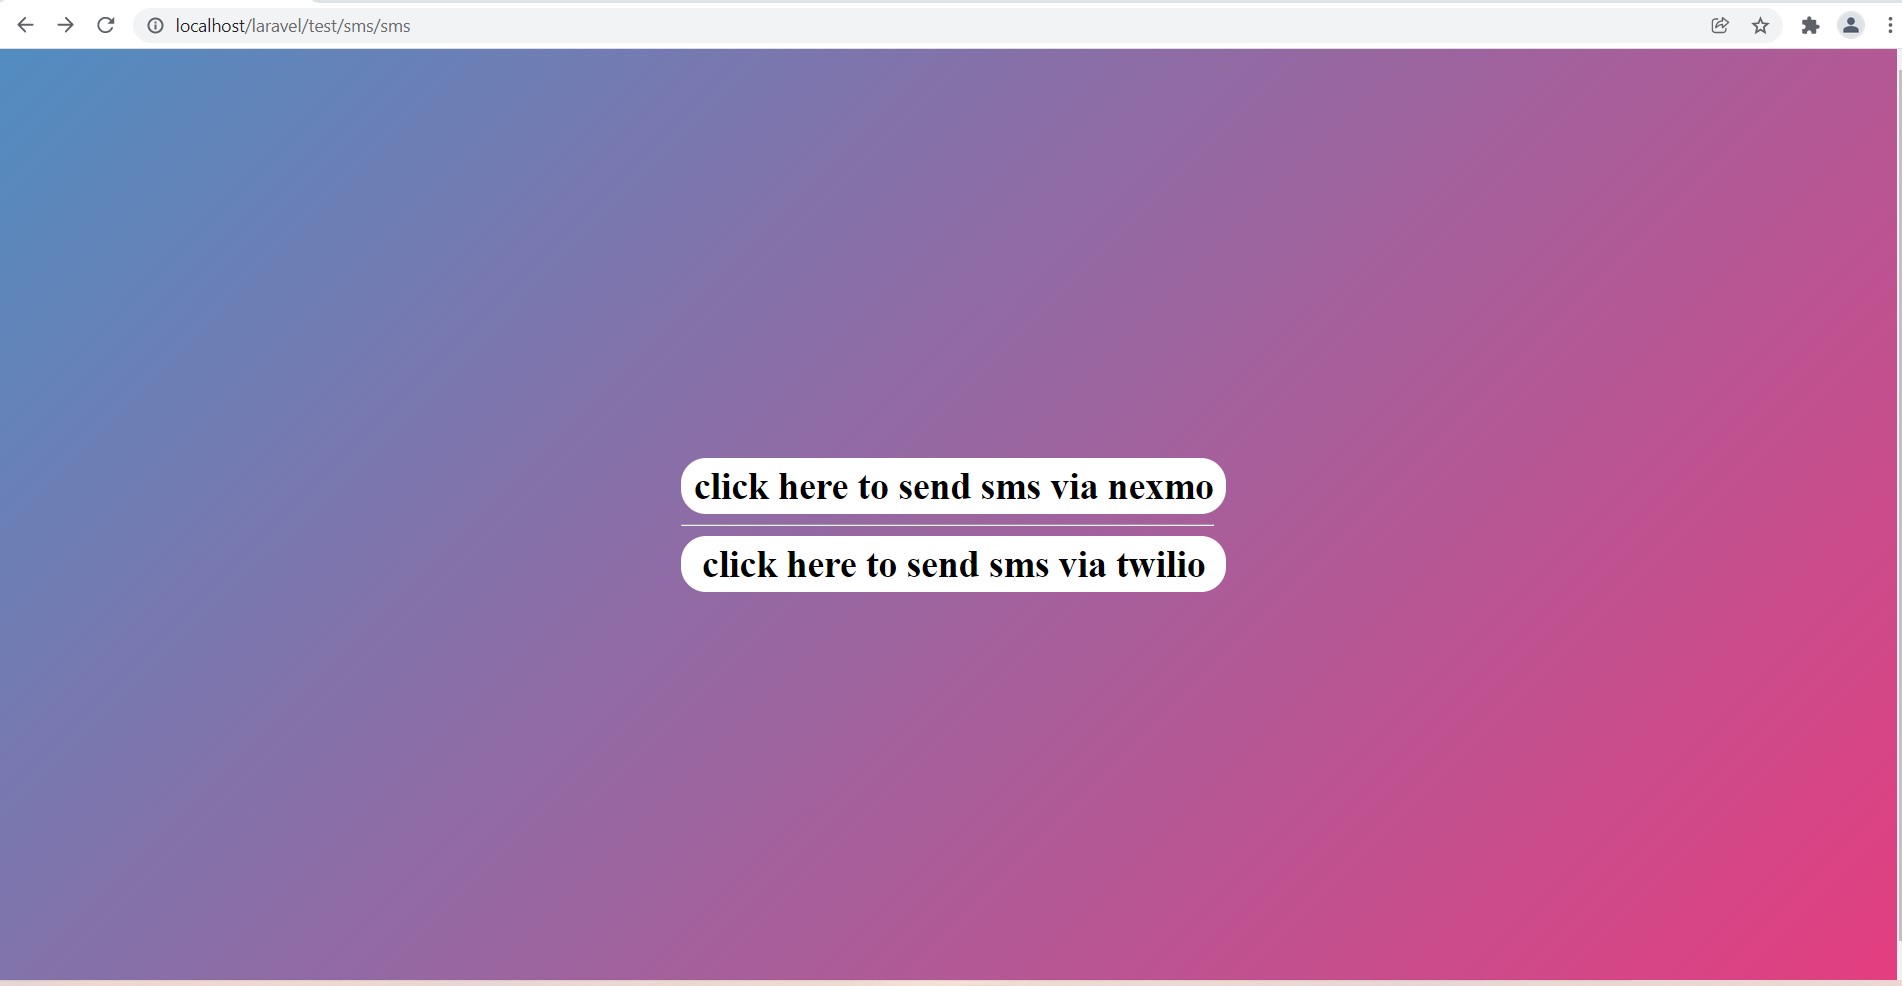 localhost/laravel/test/sms/sms
click here to send sms via nexmo
click here to send sms via twilio